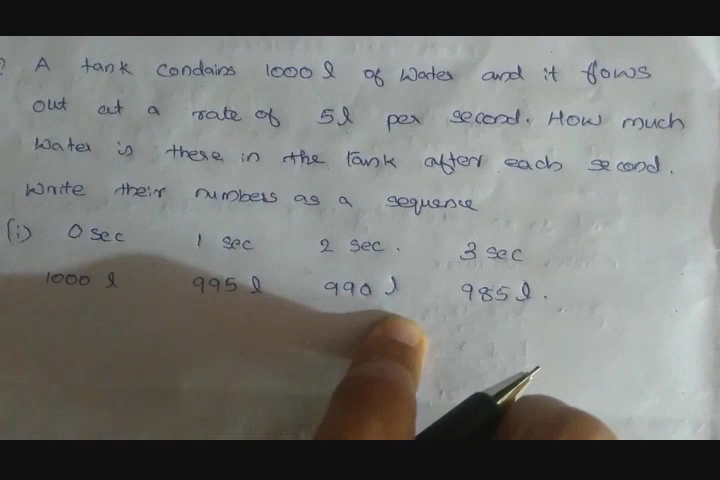 ? A tank condains 1000 l of water and it flows
out at a rate of 5l per second. How much
water is there in the tank after each second.
Write their numbers as a sequence
(i) 0 sec 1 sec 2 sec. 3 sec
1000 l 995 l 990 l 985 l.